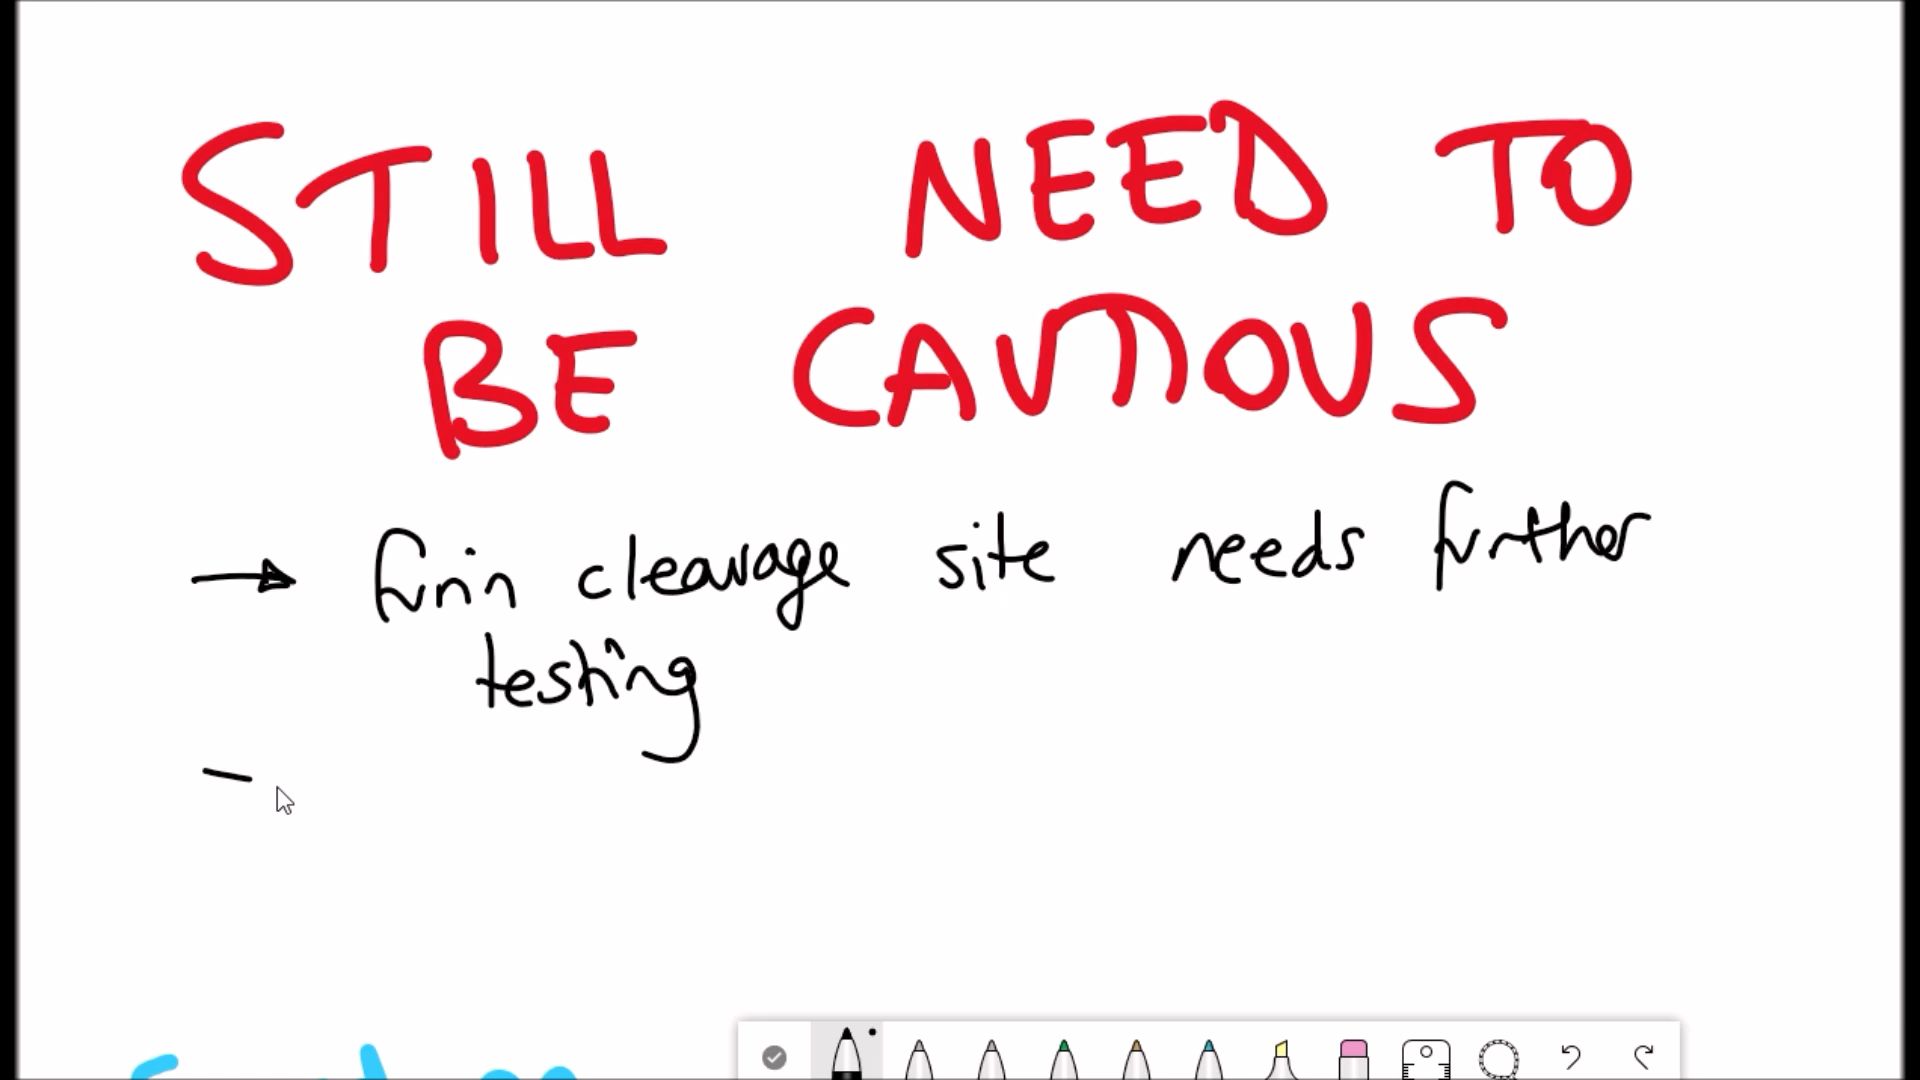 STILL NEED TO
BE CAUTIOUS
→ furin cleavage site needs further
testing